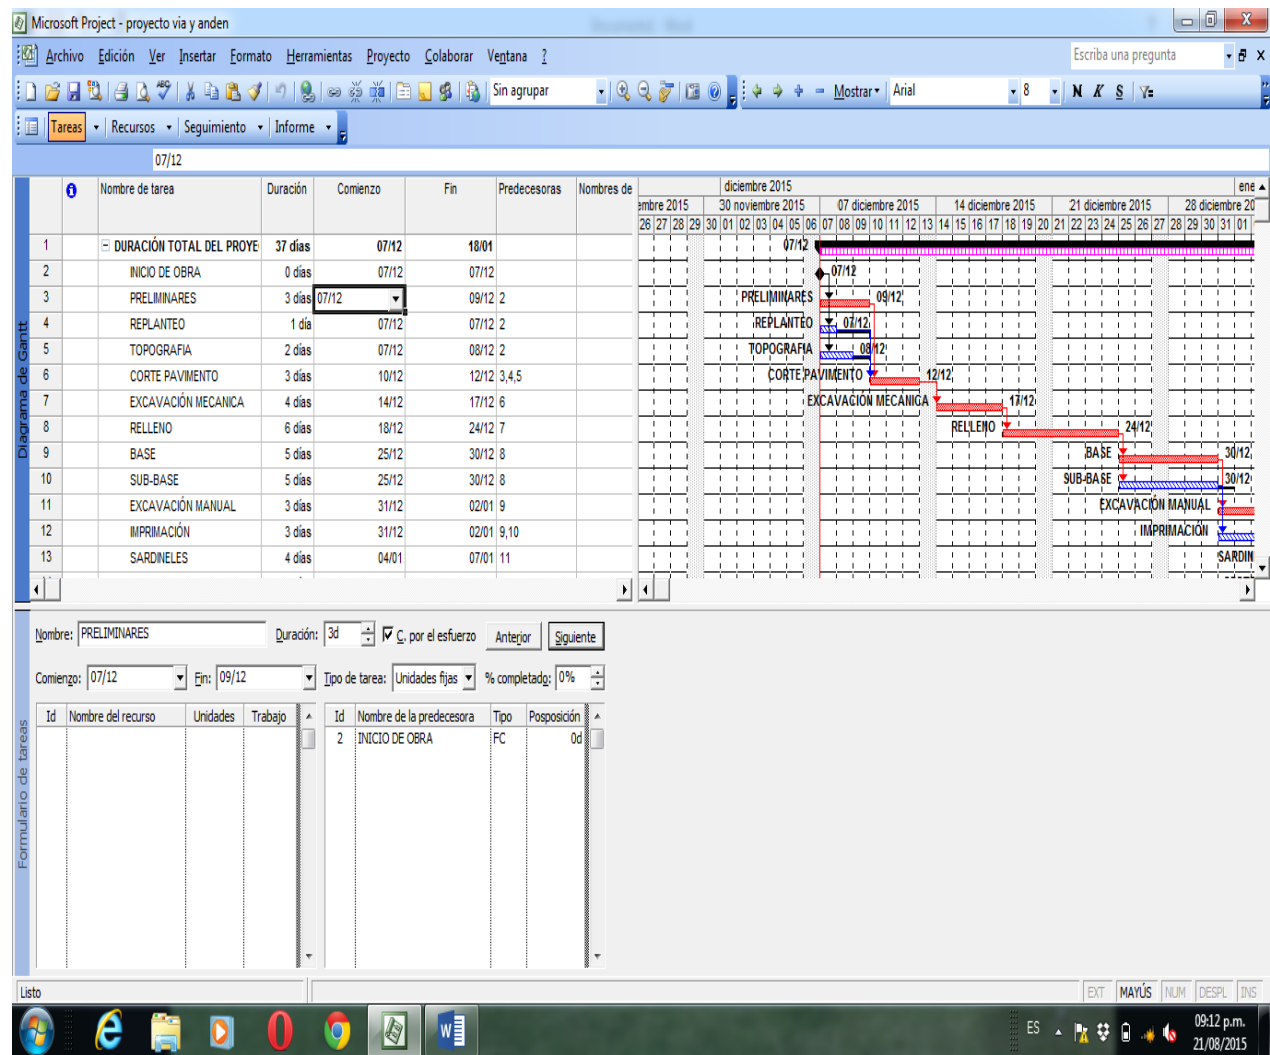 Microsoft Project - proyecto via y anden
Archivo Edición Ver Insertar Formato Herramientas Proyecto Colaborar Ventana ?
Escriba una pregunta
Sin agrupar Mostrar Arial 8 N K S
Tareas Recursos Seguimiento Informe
07/12
Nombre de tarea Duración Comienzo Fin Predecesoras Nombres de
1 DURACIÓN TOTAL DEL PROYE 37 días 07/12 18/01
2 INICIO DE OBRA 0 días 07/12 07/12
3 PRELIMINARES 3 días 07/12 09/12 2
4 REPLANTEO 1 día 07/12 07/12 2
5 TOPOGRAFIA 2 días 07/12 08/12 2
6 CORTE PAVIMENTO 3 días 10/12 12/12 3,4,5
7 EXCAVACIÓN MECANICA 4 días 14/12 17/12 6
8 RELLENO 6 días 18/12 24/12 7
9 BASE 5 días 25/12 30/12 8
10 SUB-BASE 5 días 25/12 30/12 8
11 EXCAVACIÓN MANUAL 3 días 31/12 02/01 9
12 IMPRIMACIÓN 3 días 31/12 02/01 9,10
13 SARDINELES 4 días 04/01 07/01 11
diciembre 2015 ene
embre 2015 30 noviembre 2015 07 diciembre 2015 14 diciembre 2015 21 diciembre 2015 28 diciembre 20
26 27 28 29 30 01 02 03 04 05 06 07 08 09 10 11 12 13 14 15 16 17 18 19 20 21 22 23 24 25 26 27 28 29 30 31 01
07/12
07/12
PRELIMINARES 09/12
REPLANTEO 07/12
TOPOGRAFIA 08/12
CORTE PAVIMENTO 12/12
EXCAVACIÓN MECANICA 17/12
RELLENO 24/12
BASE 30/12
SUB-BASE 30/12
EXCAVACIÓN MANUAL
IMPRIMACIÓN
SARDIN
Diagrama de Gantt
Nombre: PRELIMINARES Duración: 3d C. por el esfuerzo Anterior Siguiente
Comienzo: 07/12 Fin: 09/12 Tipo de tarea: Unidades fijas % completado: 0%
Id Nombre del recurso Unidades Trabajo
Id Nombre de la predecesora Tipo Posposición
2 INICIO DE OBRA FC 0d
Formulario de tareas
Listo
EXT MAYÚS NUM DESPL INS
ES
09:12 p.m.
21/08/2015